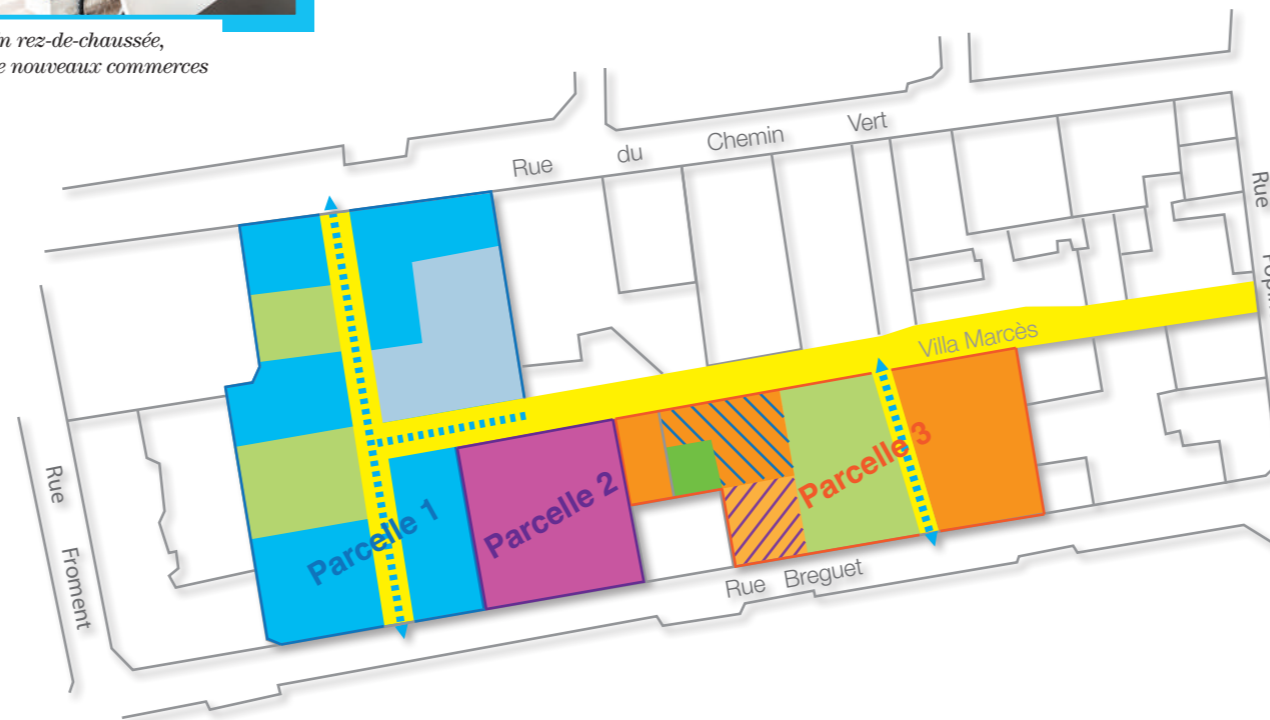 n rez-de-chaussée,
e nouveaux commerces
Rue du Chemin Vert
Rue
Villa Marcès
Parcelle 3
Parcelle 2
Parcelle 1
Rue Froment
Rue Breguet